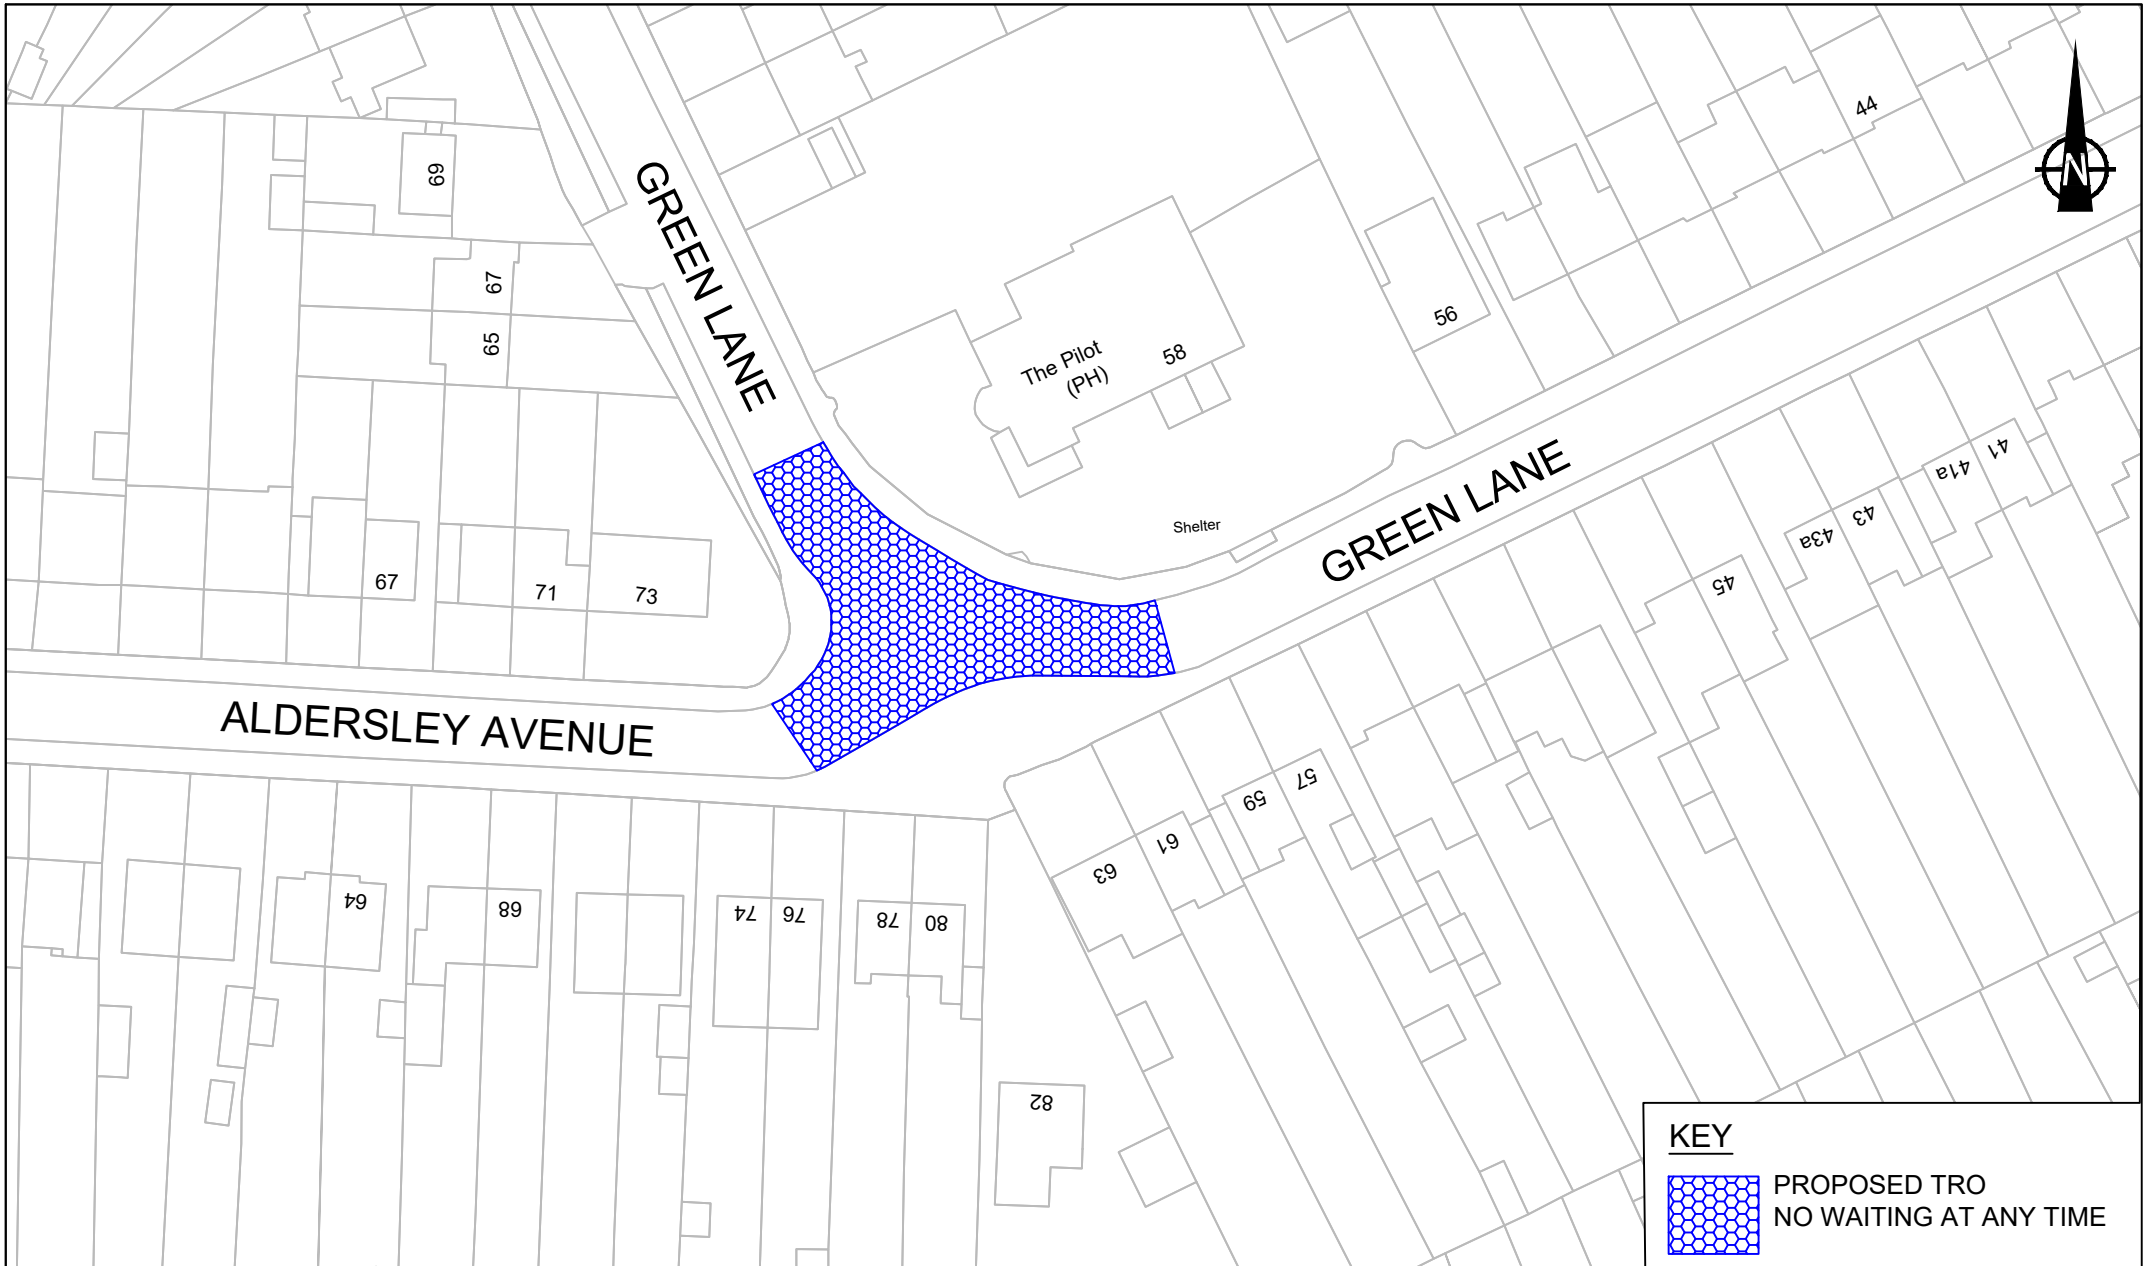 44
N
69
GREEN LANE
67
65
56
The Pilot
(PH)
58
41
41a
GREEN LANE
43
43a
Shelter
45
67
71
73
ALDERSLEY AVENUE
57
59
61
63
64
68
74
76
78
80
82
KEY
PROPOSED TRO
NO WAITING AT ANY TIME